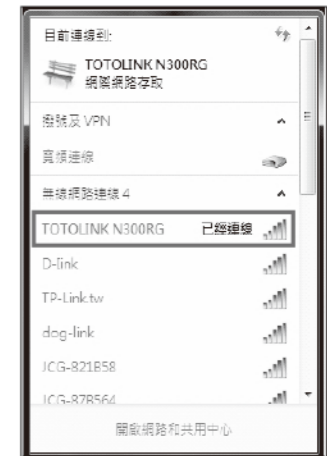 目前連線到:
TOTOLINK N300RG
網際網路存取
撥號及 VPN
寬頻連線
無線網路連線 4
TOTOLINK N300RG 已經連線
D-link
TP-Link.tw
dog-link
JCG-821B58
JCG-87B564
開啟網路和共用中心